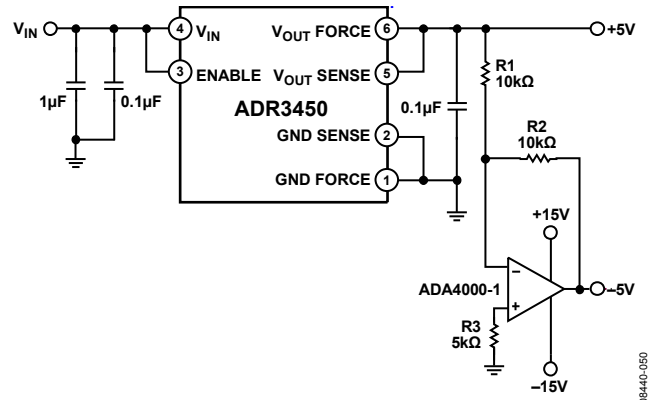 VIN
4
VIN
VOUT FORCE
6
+5V
3
ENABLE
VOUT SENSE
5
R1
10kΩ
1µF
0.1µF
ADR3450
0.1µF
R2
10kΩ
GND SENSE
2
GND FORCE
1
+15V
ADA4000-1
–
+
–5V
R3
5kΩ
–15V
08440-050